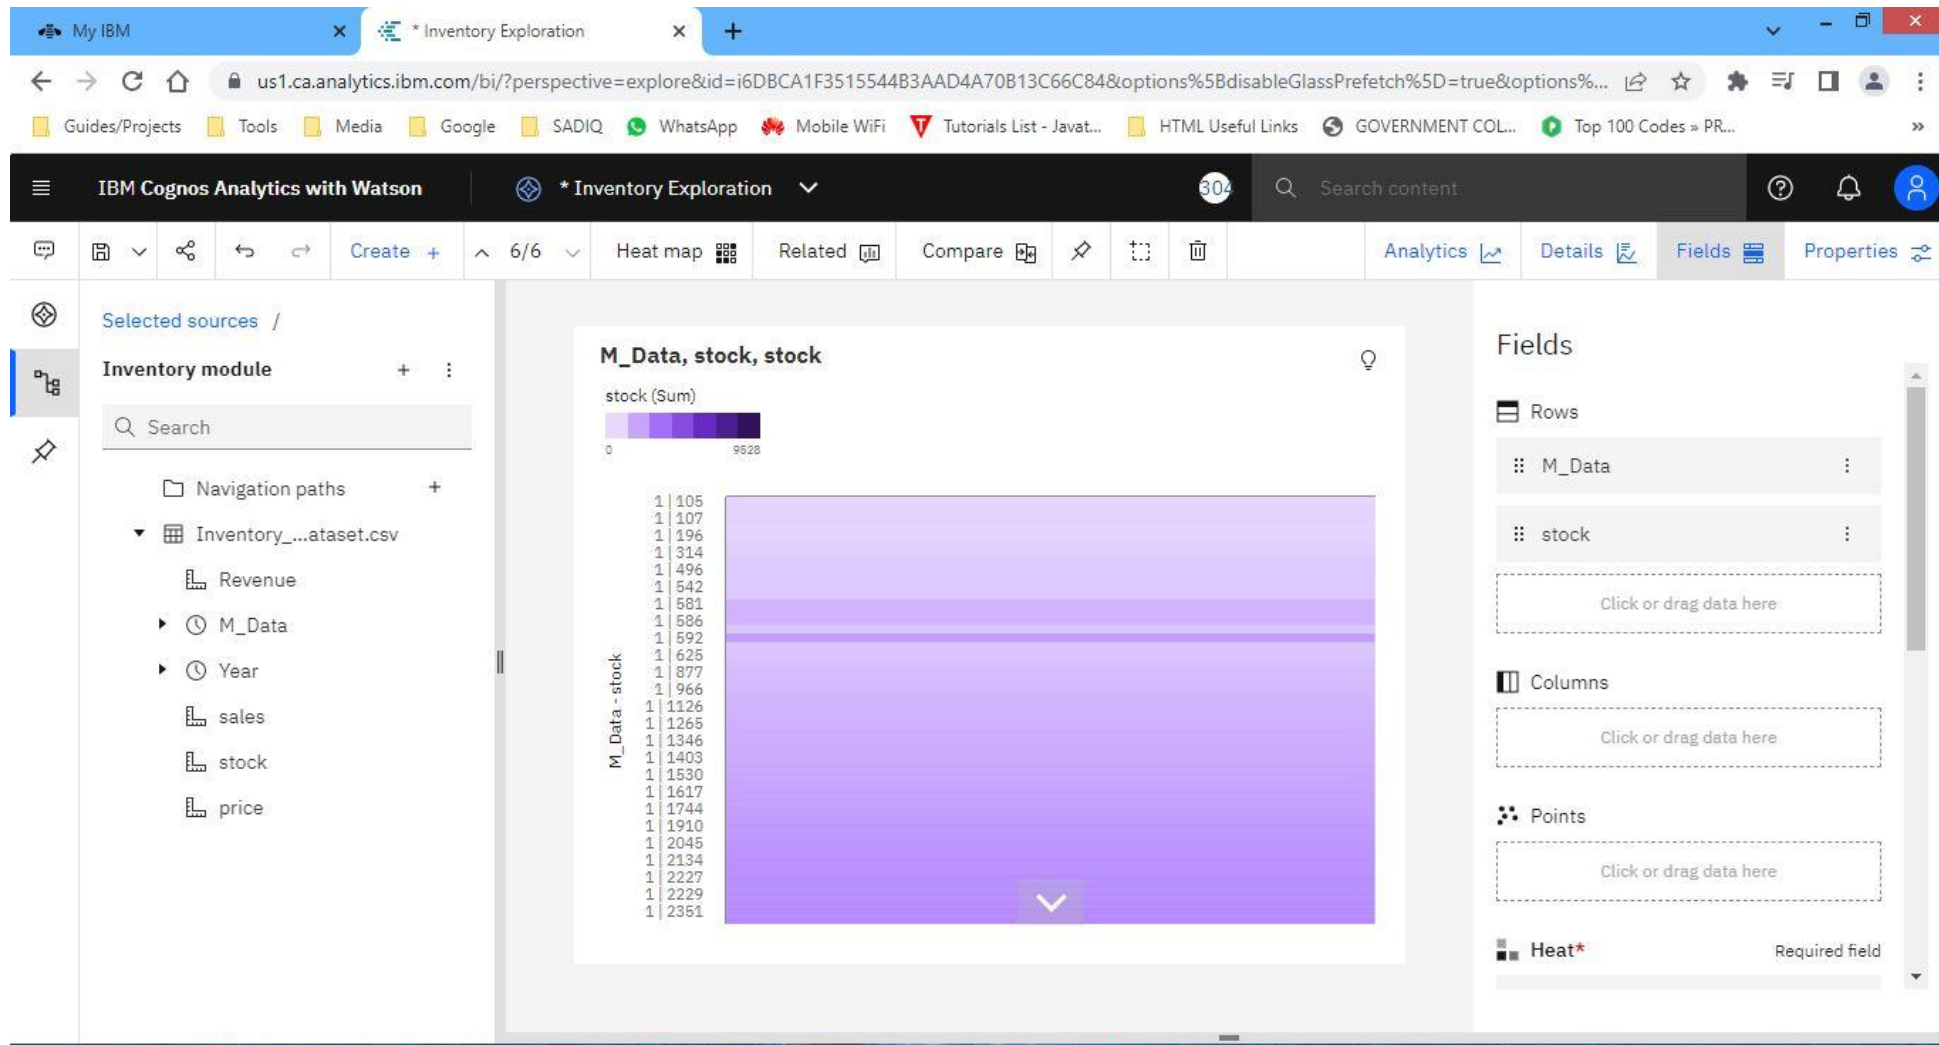 My IBM
* Inventory Exploration
us1.ca.analytics.ibm.com/bi/?perspective=explore&id=i6DBCA1F3515544B3AAD4A70B13C66C84&options%5BdisableGlassPrefetch%5D=true&options%...
Guides/Projects Tools Media Google SADIQ WhatsApp Mobile WiFi Tutorials List - Javat... HTML Useful Links GOVERNMENT COL... Top 100 Codes » PR... »
IBM Cognos Analytics with Watson * Inventory Exploration 304 Search content
Create + 6/6 Heat map Related Compare Analytics Details Fields Properties
Selected sources /
Inventory module
Search
Navigation paths
Inventory_...ataset.csv
Revenue
M_Data
Year
sales
stock
price
M_Data, stock, stock
stock (Sum)
0 9528
M_Data - stock
1 | 105
1 | 107
1 | 196
1 | 314
1 | 496
1 | 542
1 | 581
1 | 586
1 | 592
1 | 625
1 | 877
1 | 966
1 | 1126
1 | 1265
1 | 1346
1 | 1403
1 | 1530
1 | 1617
1 | 1744
1 | 1910
1 | 2045
1 | 2134
1 | 2227
1 | 2229
1 | 2351
Fields
Rows
M_Data
stock
Click or drag data here
Columns
Click or drag data here
Points
Click or drag data here
Heat* Required field